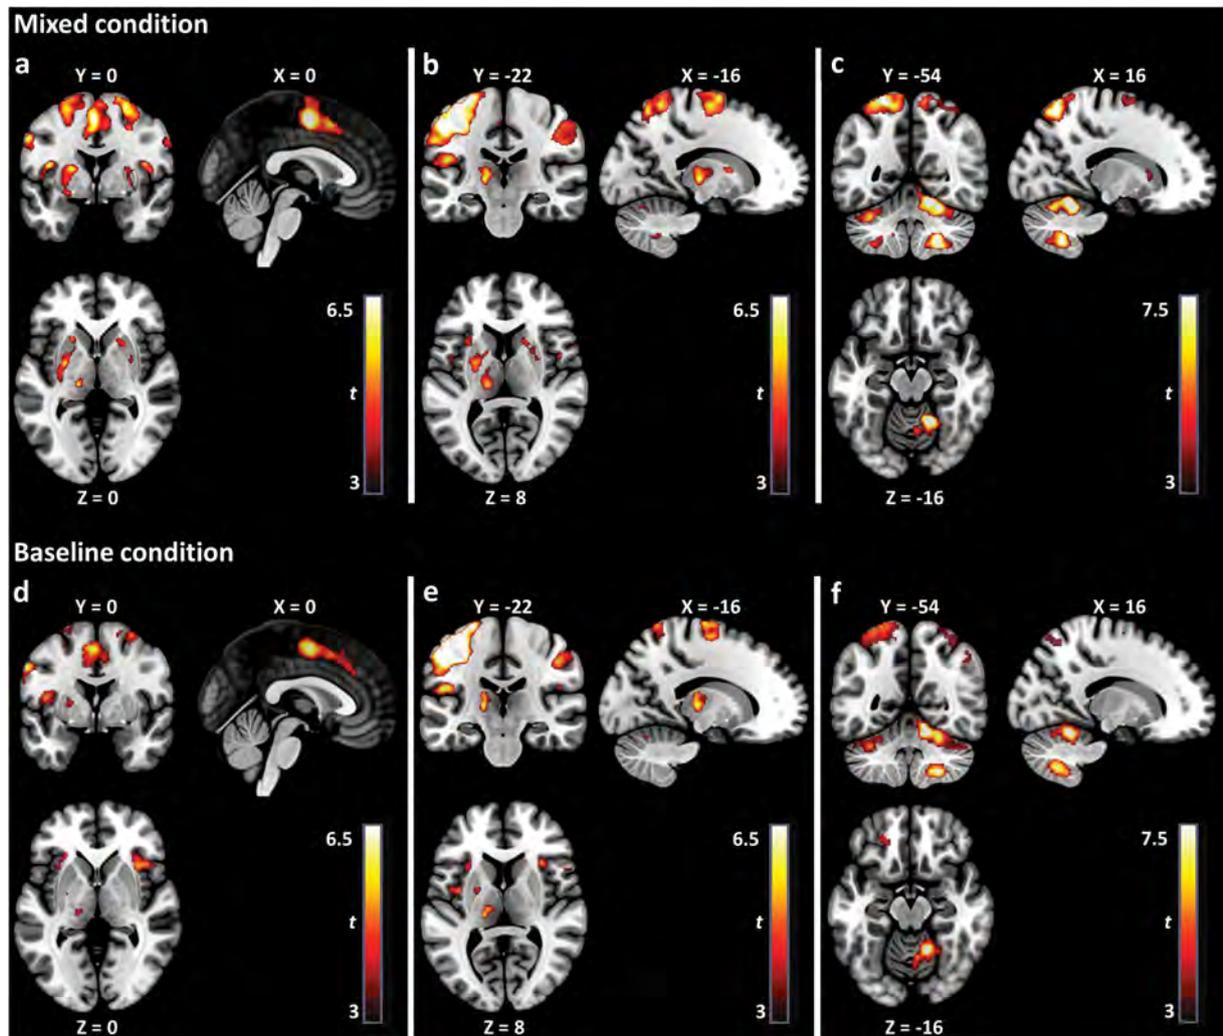 Mixed condition
a
Y = 0
X = 0
6.5
t
3
Z = 0
b
Y = -22
X = -16
6.5
t
3
Z = 8
c
Y = -54
X = 16
7.5
t
3
Z = -16
Baseline condition
d
Y = 0
X = 0
6.5
t
3
Z = 0
e
Y = -22
X = -16
6.5
t
3
Z = 8
f
Y = -54
X = 16
7.5
t
3
Z = -16